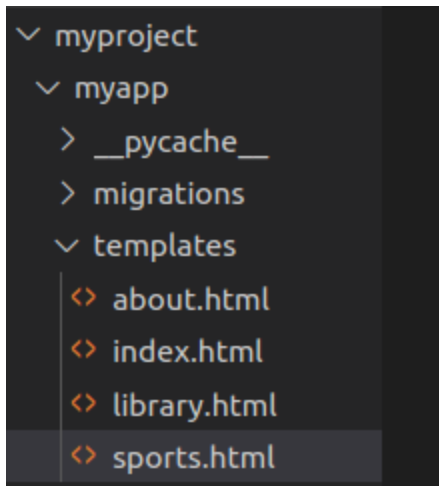 myproject
myapp
__pycache__
migrations
templates
about.html
index.html
library.html
sports.html